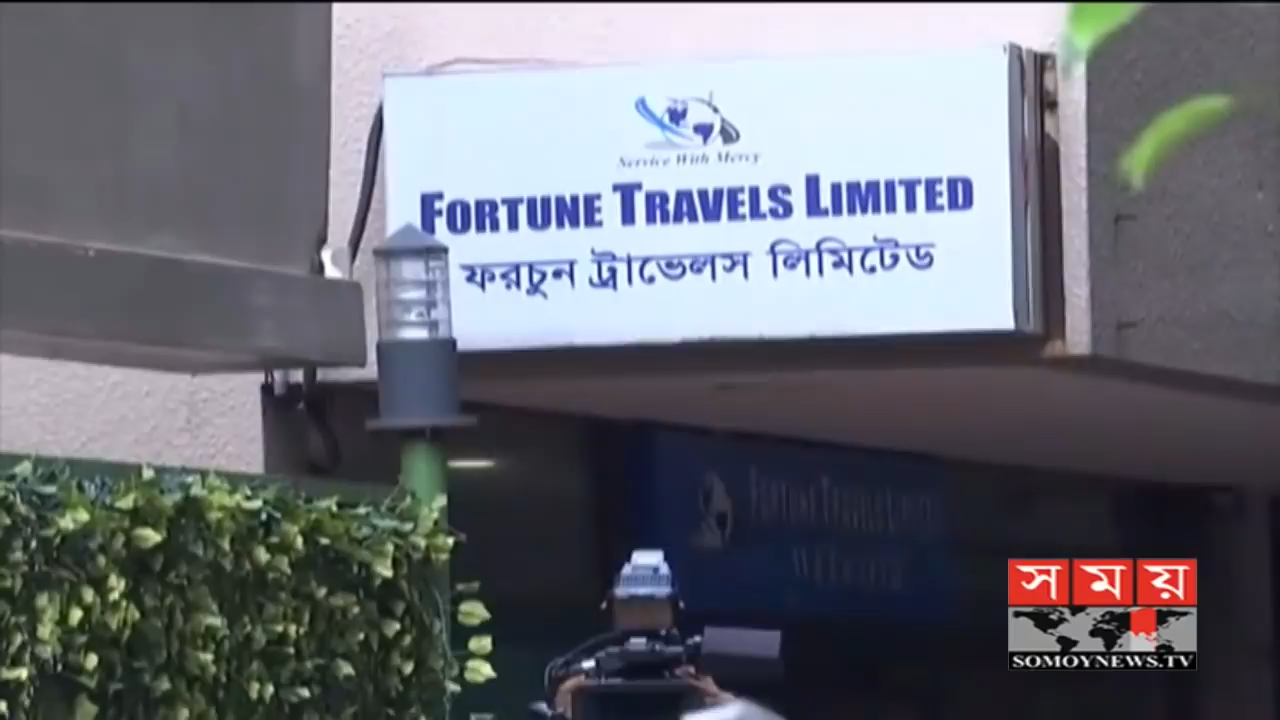 Service With Mercy
FORTUNE TRAVELS LIMITED
ফরচুন ট্রাভেলস লিমিটেড
সময়
SOMOYNEWS.TV